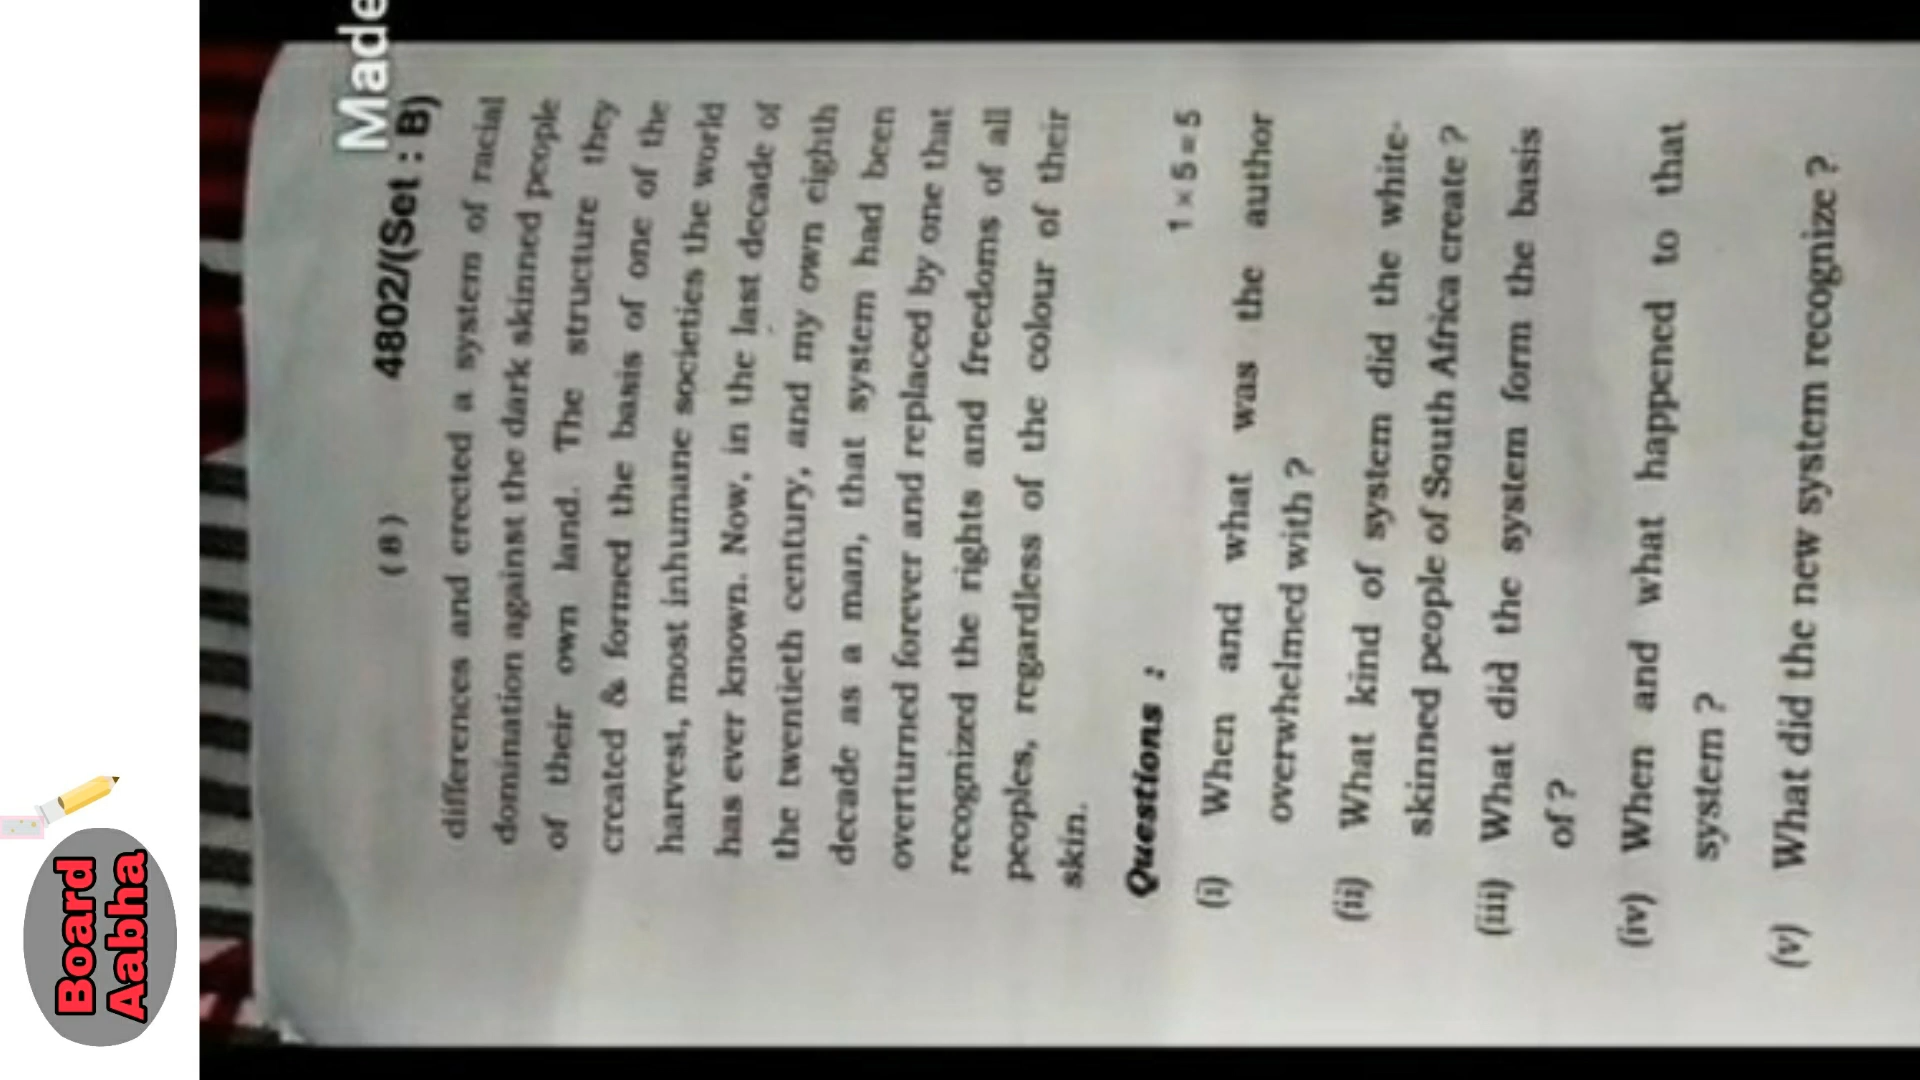 Made
( 8 ) 4802/(Set : B)
differences and erected a system of racial
domination against the dark skinned people
of their own land. The structure they
created & formed the basis of one of the
harvest, most inhumane societies the world
has ever known. Now, in the last decade of
the twentieth century, and my own eighth
decade as a man, that system had been
overturned forever and replaced by one that
recognized the rights and freedoms of all
peoples, regardless of the colour of their
skin.
Questions :
1 × 5 = 5
(i) When and what was the author
overwhelmed with ?
(ii) What kind of system did the white-
skinned people of South Africa create ?
(iii) What did the system form the basis
of ?
(iv) When and what happened to that
system ?
(v) What did the new system recognize ?
Board
Aabha